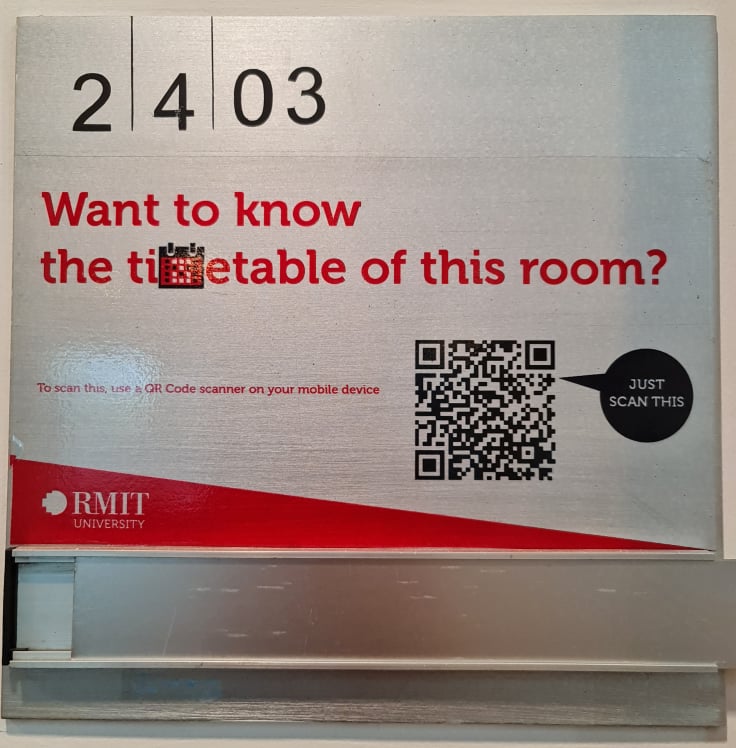 2 4 03
Want to know
the timetable of this room?
To scan this, use a QR Code scanner on your mobile device
JUST
SCAN THIS
RMIT
UNIVERSITY